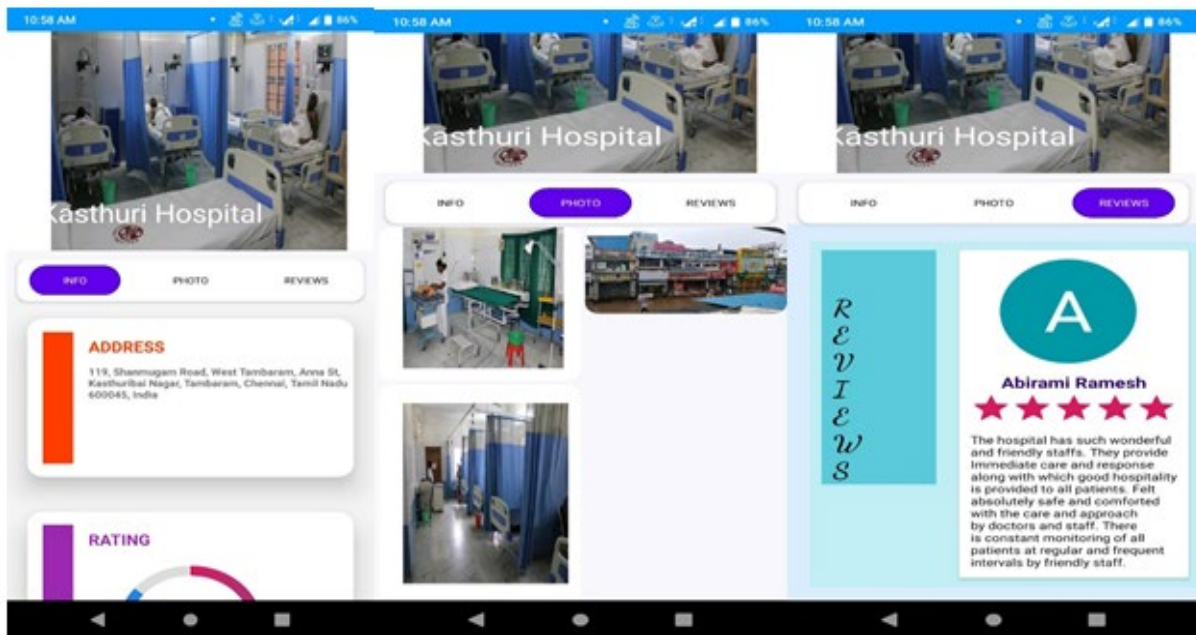 10:58 AM
86%
Kasthuri Hospital
INFO
PHOTO
REVIEWS
ADDRESS
119, Shanmugam Road, West Tambaram, Anna St,
Kasthuribai Nagar, Tambaram, Chennai, Tamil Nadu
600045, India
RATING
10:58 AM
86%
Kasthuri Hospital
INFO
PHOTO
REVIEWS
10:58 AM
86%
Kasthuri Hospital
INFO
PHOTO
REVIEWS
REVIEWS
A
Abirami Ramesh
The hospital has such wonderful
and friendly staffs. They provide
Immediate care and response
along with which good hospitality
is provided to all patients. Felt
absolutely safe and comforted
with the care and approach
by doctors and staff. There
is constant monitoring of all
patients at regular and frequent
intervals by friendly staff.